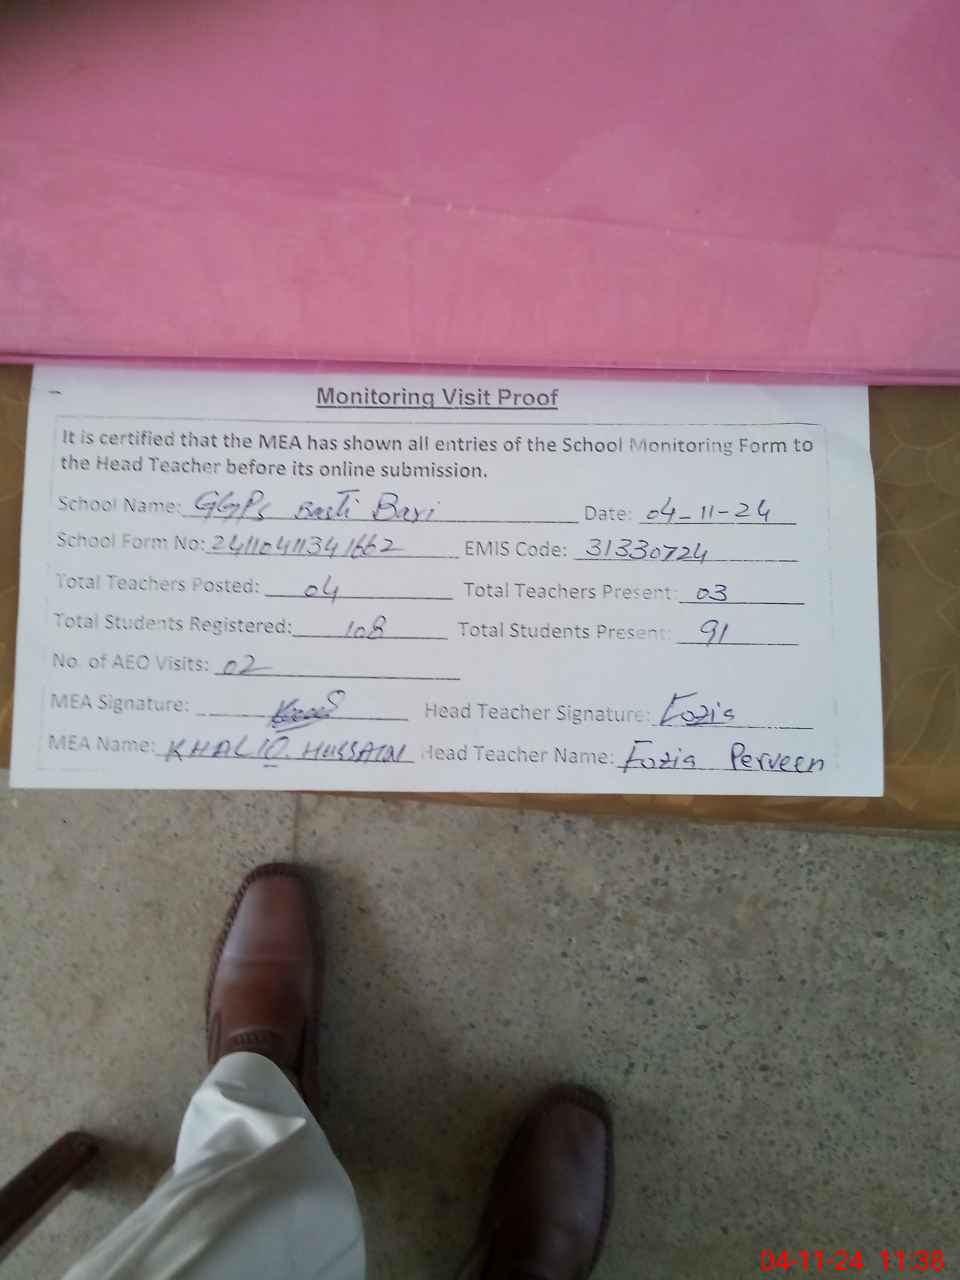 Monitoring Visit Proof
It is certified that the MEA has shown all entries of the School Monitoring Form to
the Head Teacher before its online submission.
School Name: GGPS Basti Bari Date: 04-11-24
School Form No: 24110411341662 EMIS Code: 31330724
Total Teachers Posted: 04 Total Teachers Present: 03
Total Students Registered: 108 Total Students Present: 91
No. of AEO Visits: 02
MEA Signature: Head Teacher Signature: Fozia
MEA Name: KHALIQ. HUSSAIN Head Teacher Name: Fozia Perveen
04-11-24 11:38